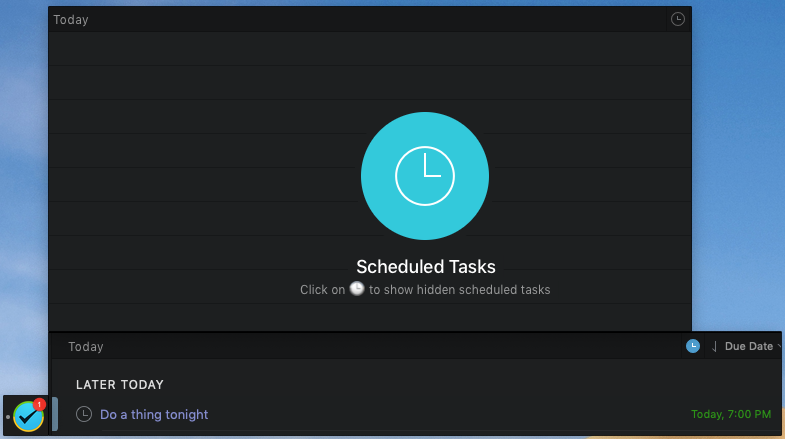 Today
Scheduled Tasks
Click on 🕒 to show hidden scheduled tasks
Today
Due Date
LATER TODAY
1
Do a thing tonight
Today, 7:00 PM